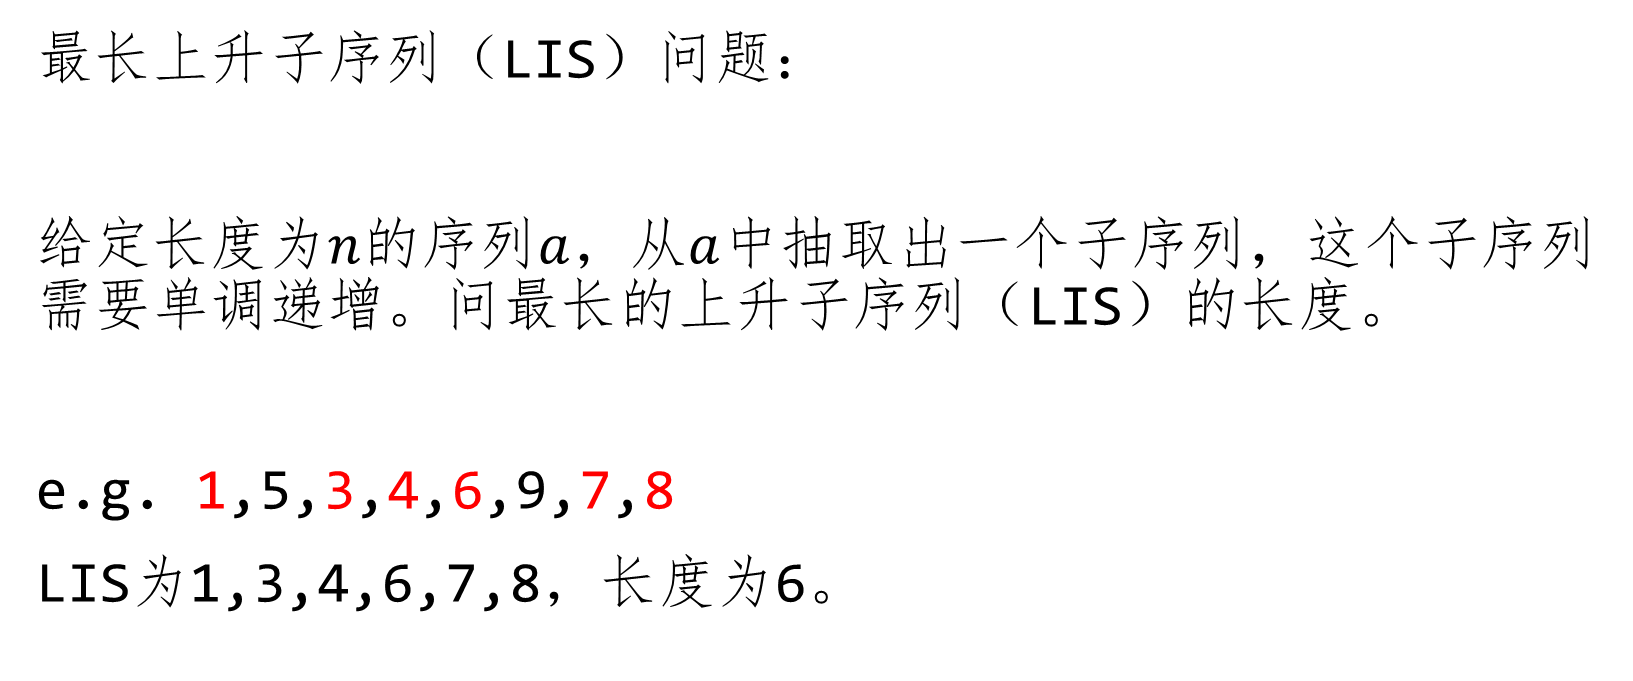 最长上升子序列（LIS）问题：
给定长度为n的序列a，从a中抽取出一个子序列，这个子序列
需要单调递增。问最长的上升子序列（LIS）的长度。
e.g. 1,5,3,4,6,9,7,8
LIS为1,3,4,6,7,8，长度为6。